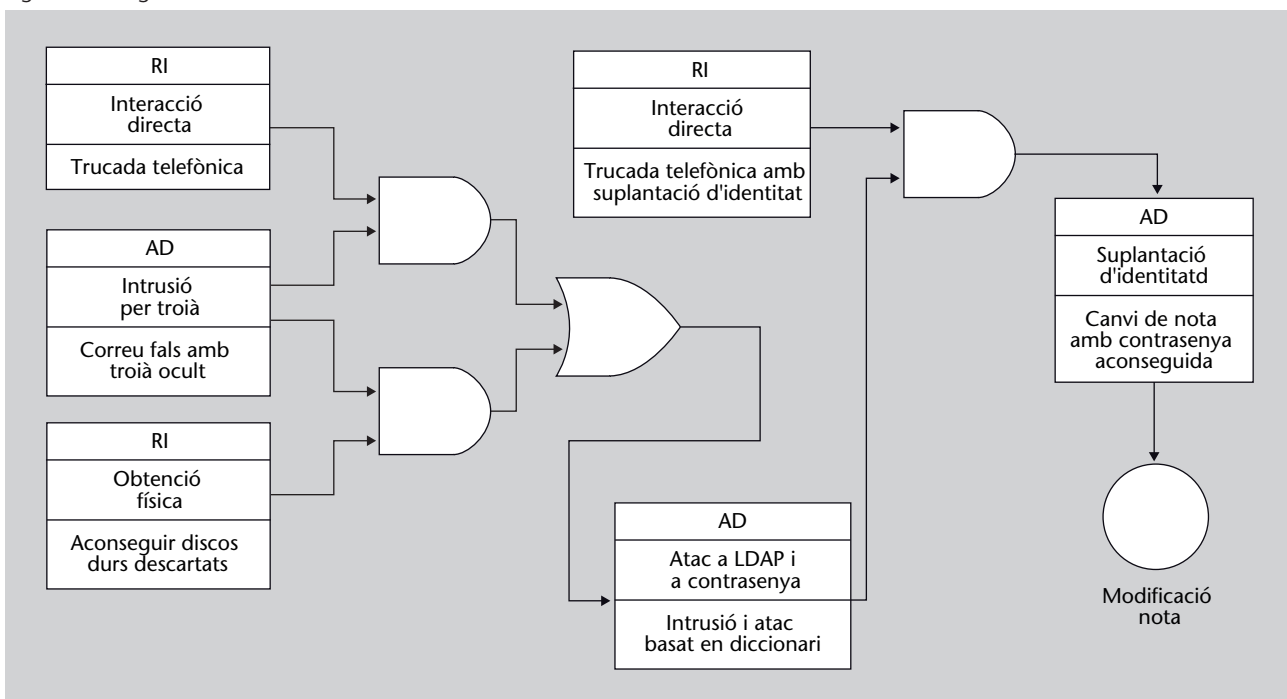 RI
Interacció
directa
Trucada telefònica
AD
Intrusió
per troià
Correu fals amb
troià ocult
RI
Obtenció
física
Aconseguir discos
durs descartats
RI
Interacció
directa
Trucada telefònica amb
suplantació d'identitat
AD
Atac a LDAP i
a contrasenya
Intrusió i atac
basat en diccionari
AD
Suplantació
d'identitatd
Canvi de nota
amb contrasenya
aconseguida
Modificació
nota